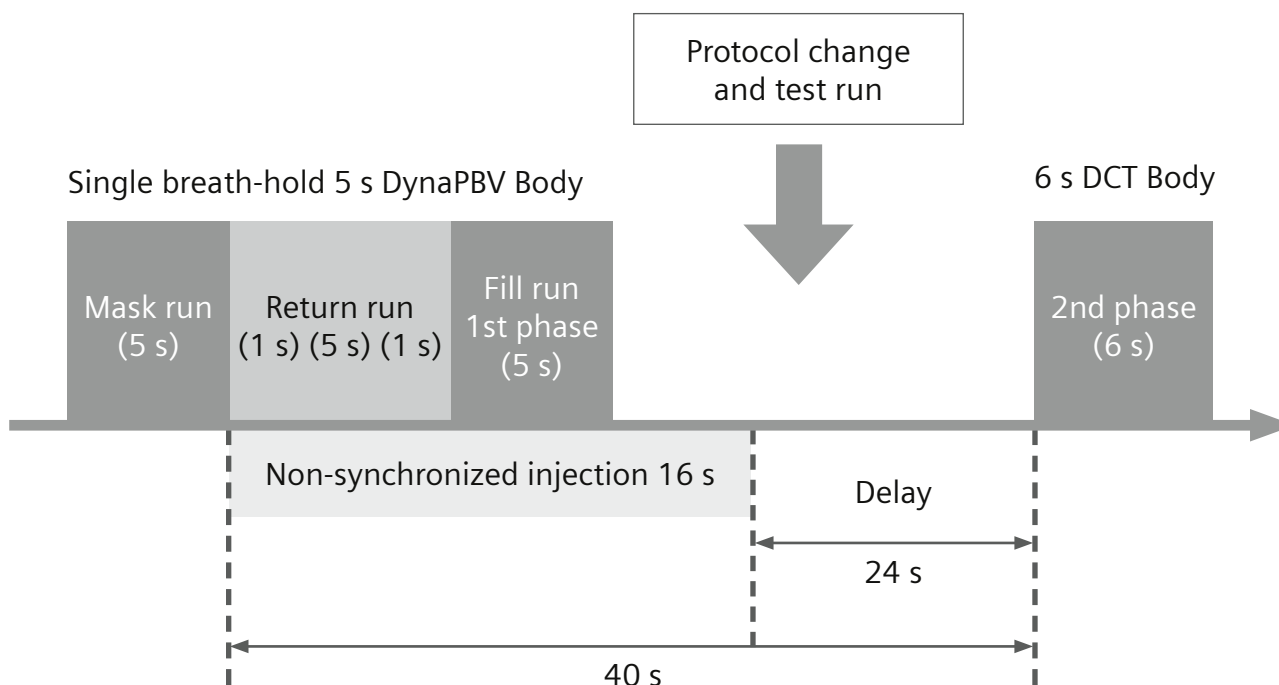 Protocol change
and test run
Single breath-hold 5 s DynaPBV Body
6 s DCT Body
Mask run
(5 s)
Return run
(1 s) (5 s) (1 s)
Fill run
1st phase
(5 s)
2nd phase
(6 s)
Non-synchronized injection 16 s
Delay
24 s
40 s